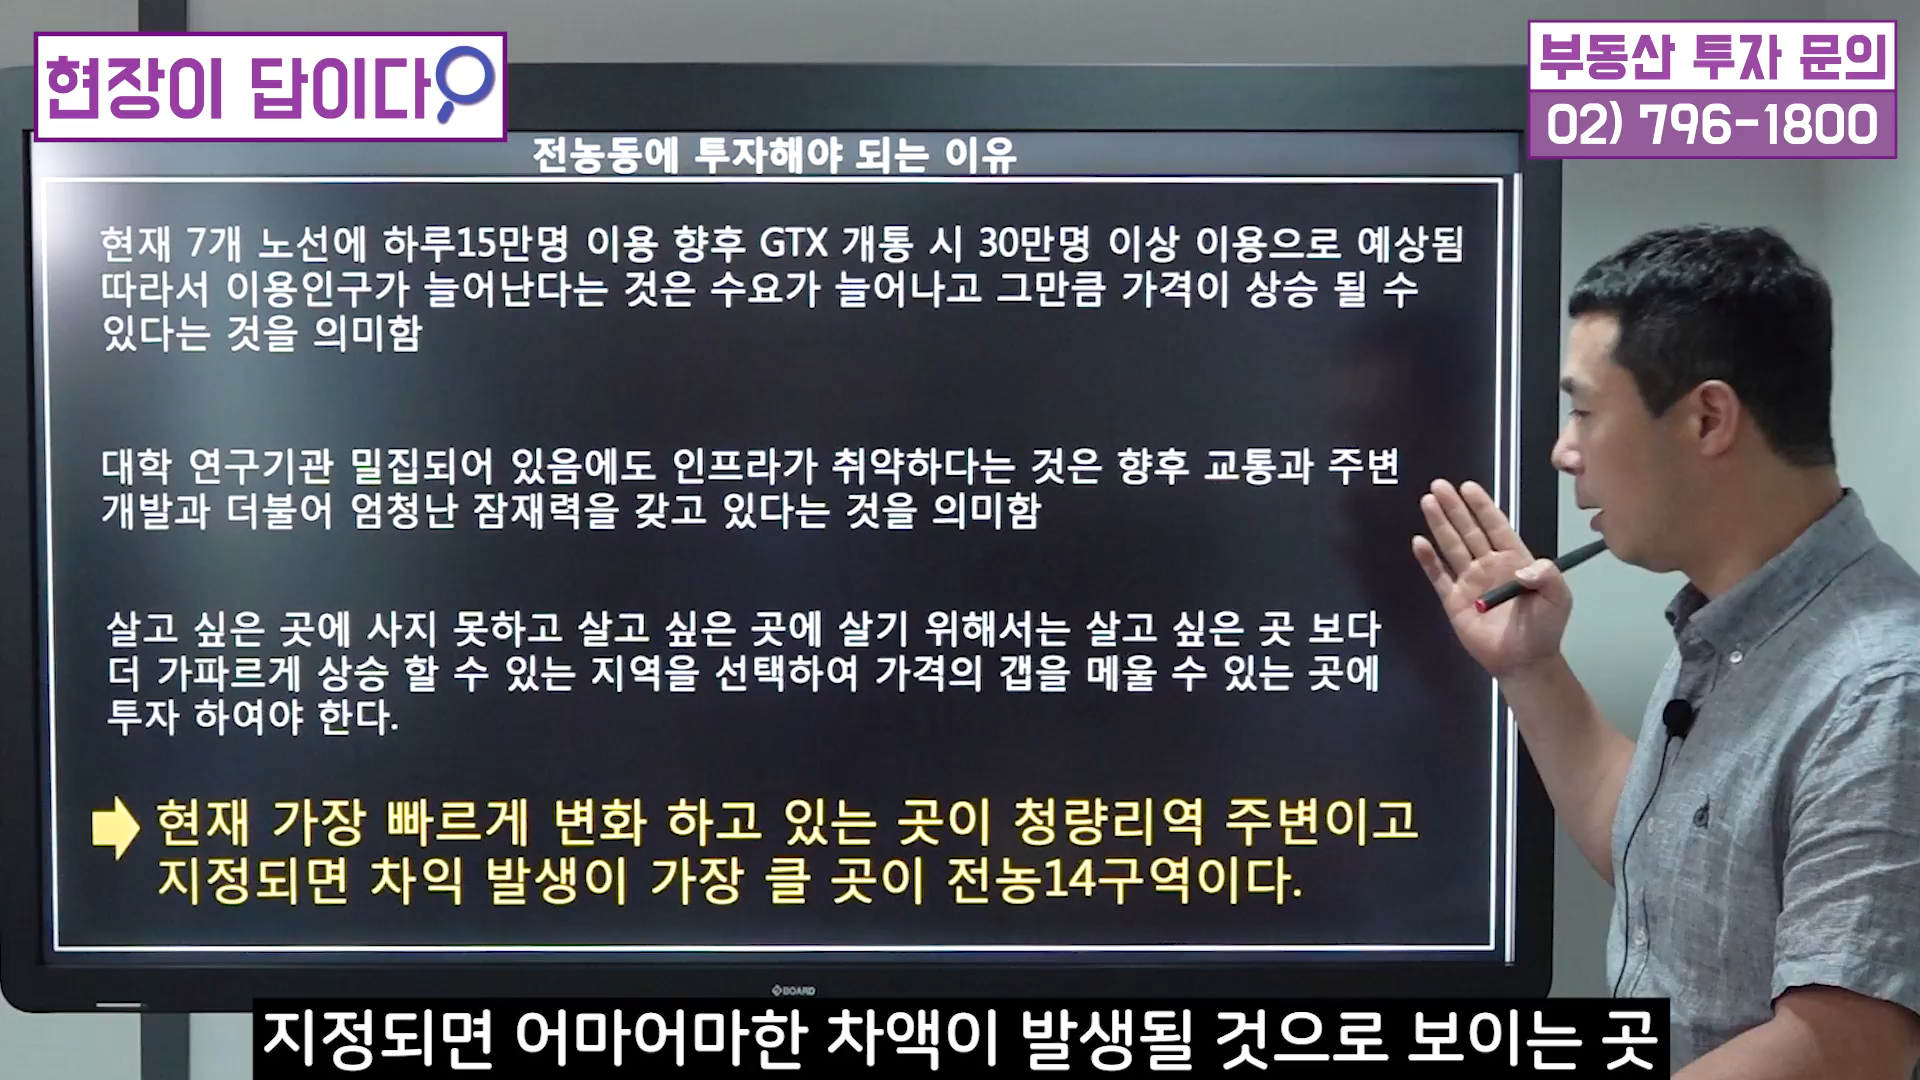 현장이 답이다
부동산 투자 문의
02) 796-1800
전농동에 투자해야 되는 이유
현재 7개 노선에 하루15만명 이용 향후 GTX 개통 시 30만명 이상 이용으로 예상됨
따라서 이용인구가 늘어난다는 것은 수요가 늘어나고 그만큼 가격이 상승 될 수
있다는 것을 의미함
대학 연구기관 밀집되어 있음에도 인프라가 취약하다는 것은 향후 교통과 주변
개발과 더불어 엄청난 잠재력을 갖고 있다는 것을 의미함
살고 싶은 곳에 사지 못하고 살고 싶은 곳에 살기 위해서는 살고 싶은 곳 보다
더 가파르게 상승 할 수 있는 지역을 선택하여 가격의 갭을 메울 수 있는 곳에
투자 하여야 한다.
현재 가장 빠르게 변화 하고 있는 곳이 청량리역 주변이고
지정되면 차익 발생이 가장 클 곳이 전농14구역이다.
BOARD
지정되면 어마어마한 차액이 발생될 것으로 보이는 곳